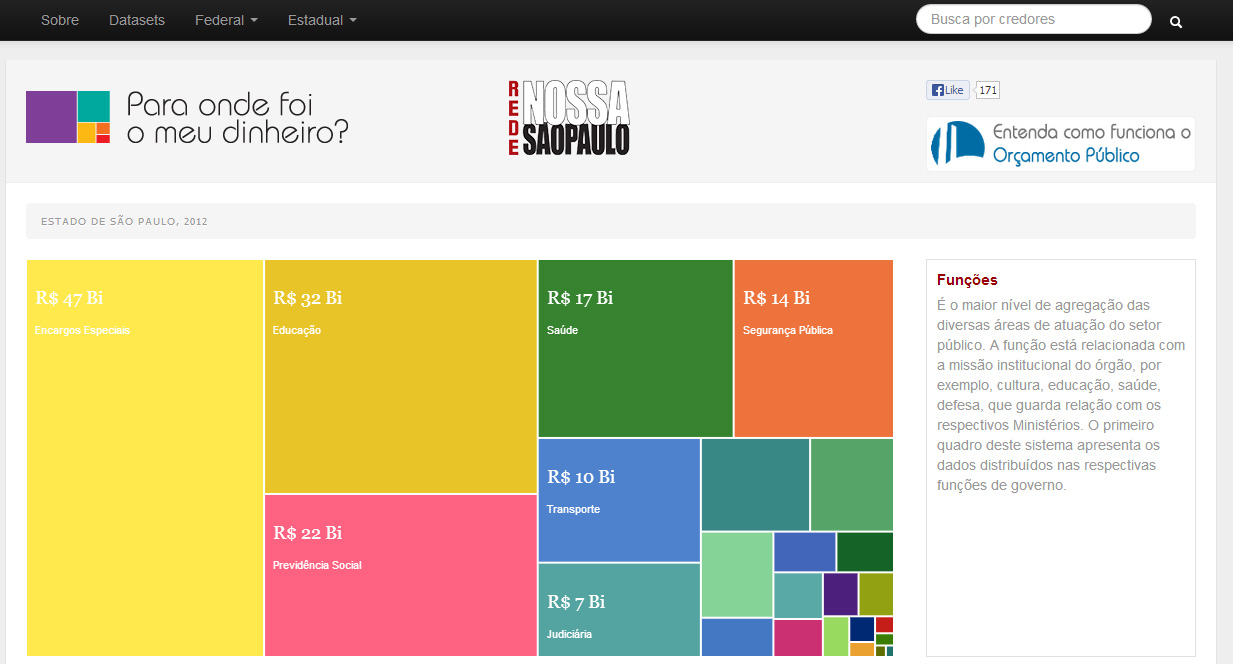 Sobre Datasets Federal Estadual Busca por credores
Para onde foi
o meu dinheiro?
REDE
NOSSA
SÃOPAULO
Like 171
Entenda como funciona o
Orçamento Público
ESTADO DE SÃO PAULO, 2012
R$ 47 Bi
Encargos Especiais
R$ 32 Bi
Educação
R$ 22 Bi
Previdência Social
R$ 17 Bi
Saúde
R$ 14 Bi
Segurança Pública
R$ 10 Bi
Transporte
R$ 7 Bi
Judiciária
Funções
É o maior nível de agregação das
diversas áreas de atuação do setor
público. A função está relacionada com
a missão institucional do órgão, por
exemplo, cultura, educação, saúde,
defesa, que guarda relação com os
respectivos Ministérios. O primeiro
quadro deste sistema apresenta os
dados distribuídos nas respectivas
funções de governo.